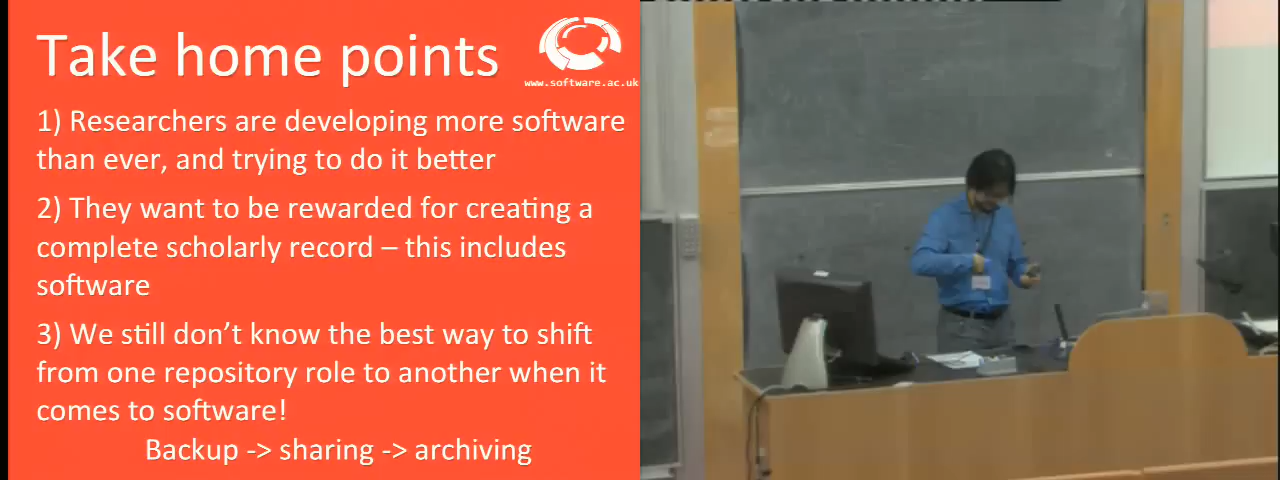 Take home points
www.software.ac.uk
1) Researchers are developing more software
than ever, and trying to do it better
2) They want to be rewarded for creating a
complete scholarly record – this includes
software
3) We still don't know the best way to shift
from one repository role to another when it
comes to software!
Backup -> sharing -> archiving